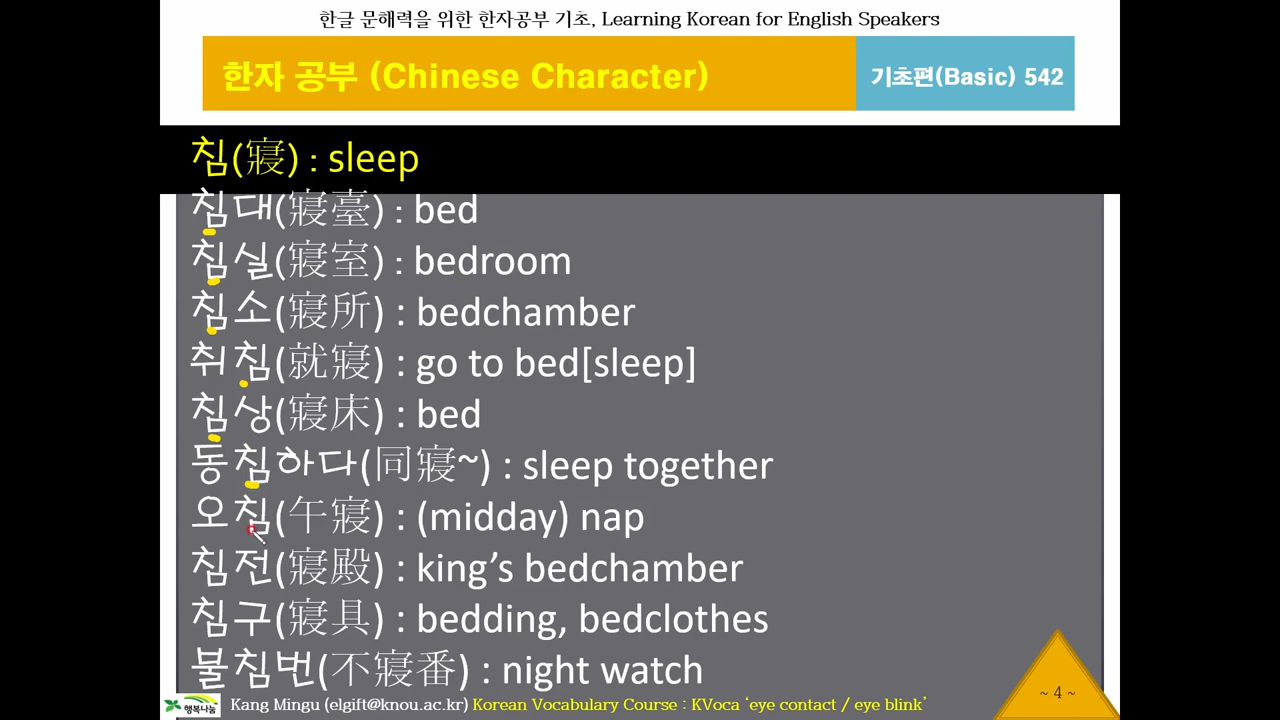 한글 문해력을 위한 한자공부 기초, Learning Korean for English Speakers
한자 공부 (Chinese Character)
기초편(Basic) 542
침(寢) : sleep
침대(寢臺) : bed
침실(寢室) : bedroom
침소(寢所) : bedchamber
취침(就寢) : go to bed[sleep]
침상(寢床) : bed
동침하다(同寢~) : sleep together
오침(午寢) : (midday) nap
침전(寢殿) : king’s bedchamber
침구(寢具) : bedding, bedclothes
불침번(不寢番) : night watch
~ 4 ~
행복나눔
Kang Mingu (elgift@knou.ac.kr) Korean Vocabulary Course : KVoca ‘eye contact / eye blink’